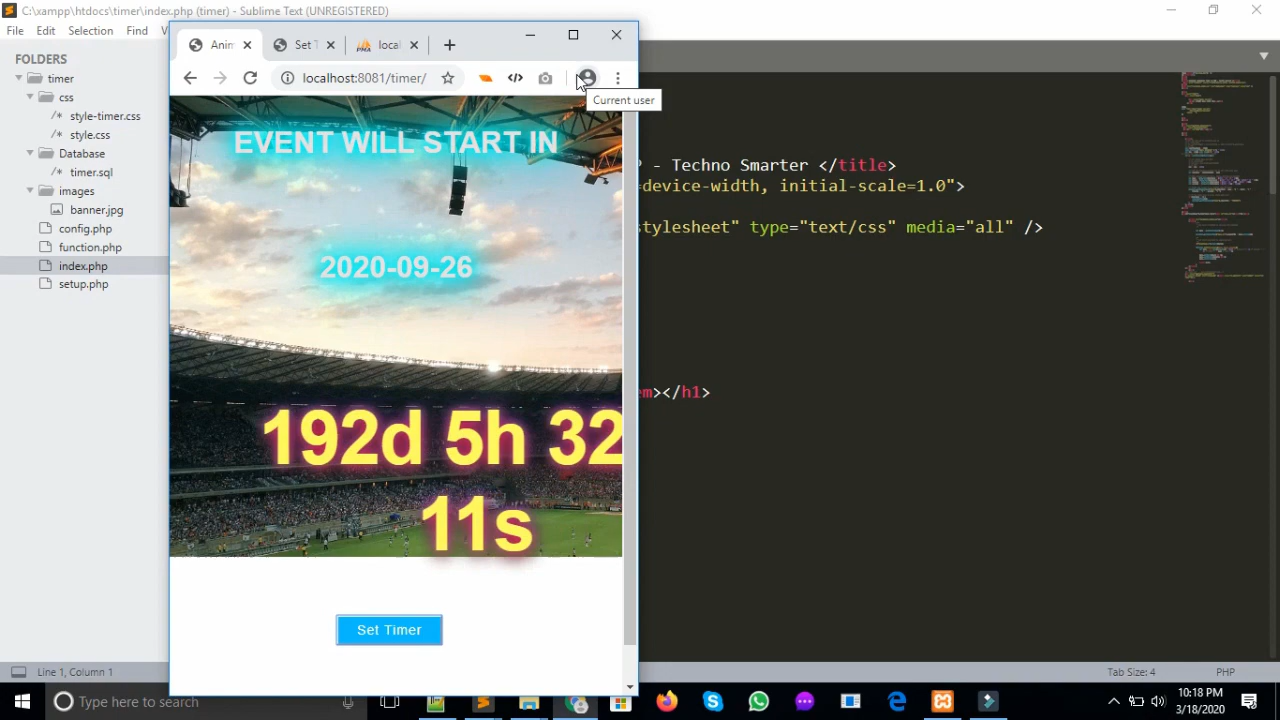 C:\xampp\htdocs\timer\index.php (timer) - Sublime Text (UNREGISTERED)
File Edit Selection Find V
FOLDERS
timer
css
/* style-timer.css
/* style.css
Database
timer.sql
images
banner.jpg
config.php
function.php
index.php
setup.php
Anim
Set T
PMA local
localhost:8081/timer/
Current user
EVENT WILL START IN
2020-09-26
192d 5h 32
11s
Set Timer
P - Techno Smarter </title>
=device-width, initial-scale=1.0">
stylesheet" type="text/css" media="all" />
em></h1>
Line 1, Column 1
Tab Size: 4
PHP
Type here to search
10:18 PM
3/18/2020